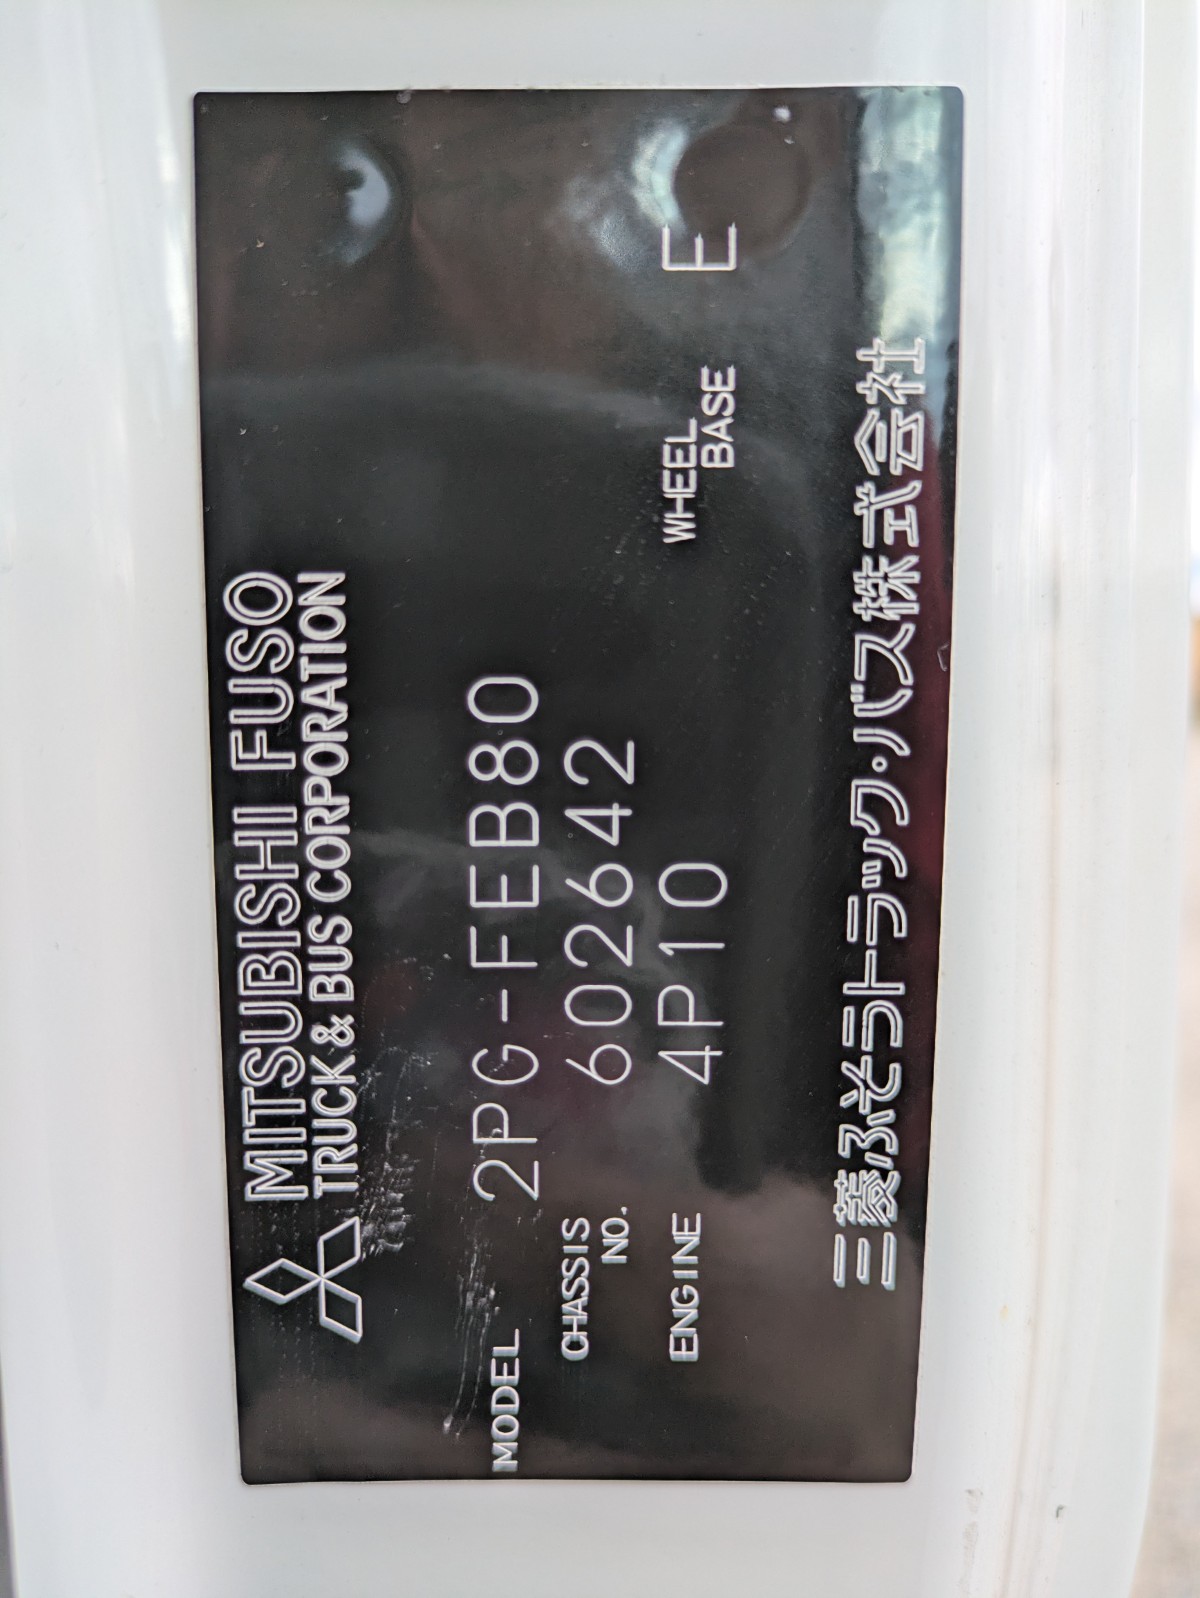 MITSUBISHI FUSO
TRUCK & BUS CORPORATION
MODEL 2PG-FEB80
CHASSIS NO. 602642
ENGINE 4P10 WHEEL BASE E
三菱ふそうトラック・バス株式会社